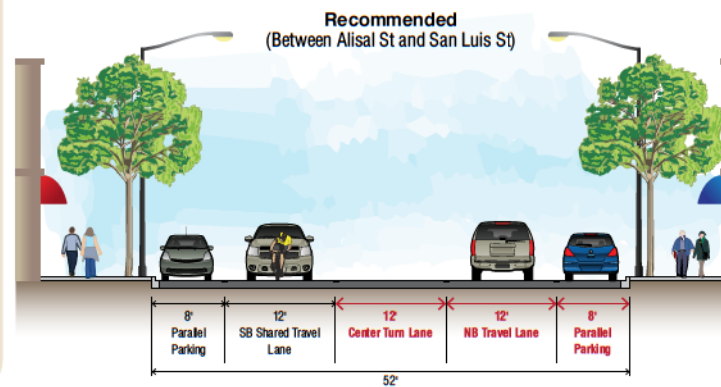 Recommended
(Between Alisal St and San Luis St)
8'
Parallel
Parking
12'
SB Shared Travel
Lane
12'
Center Turn Lane
12'
NB Travel Lane
8'
Parallel
Parking
52'